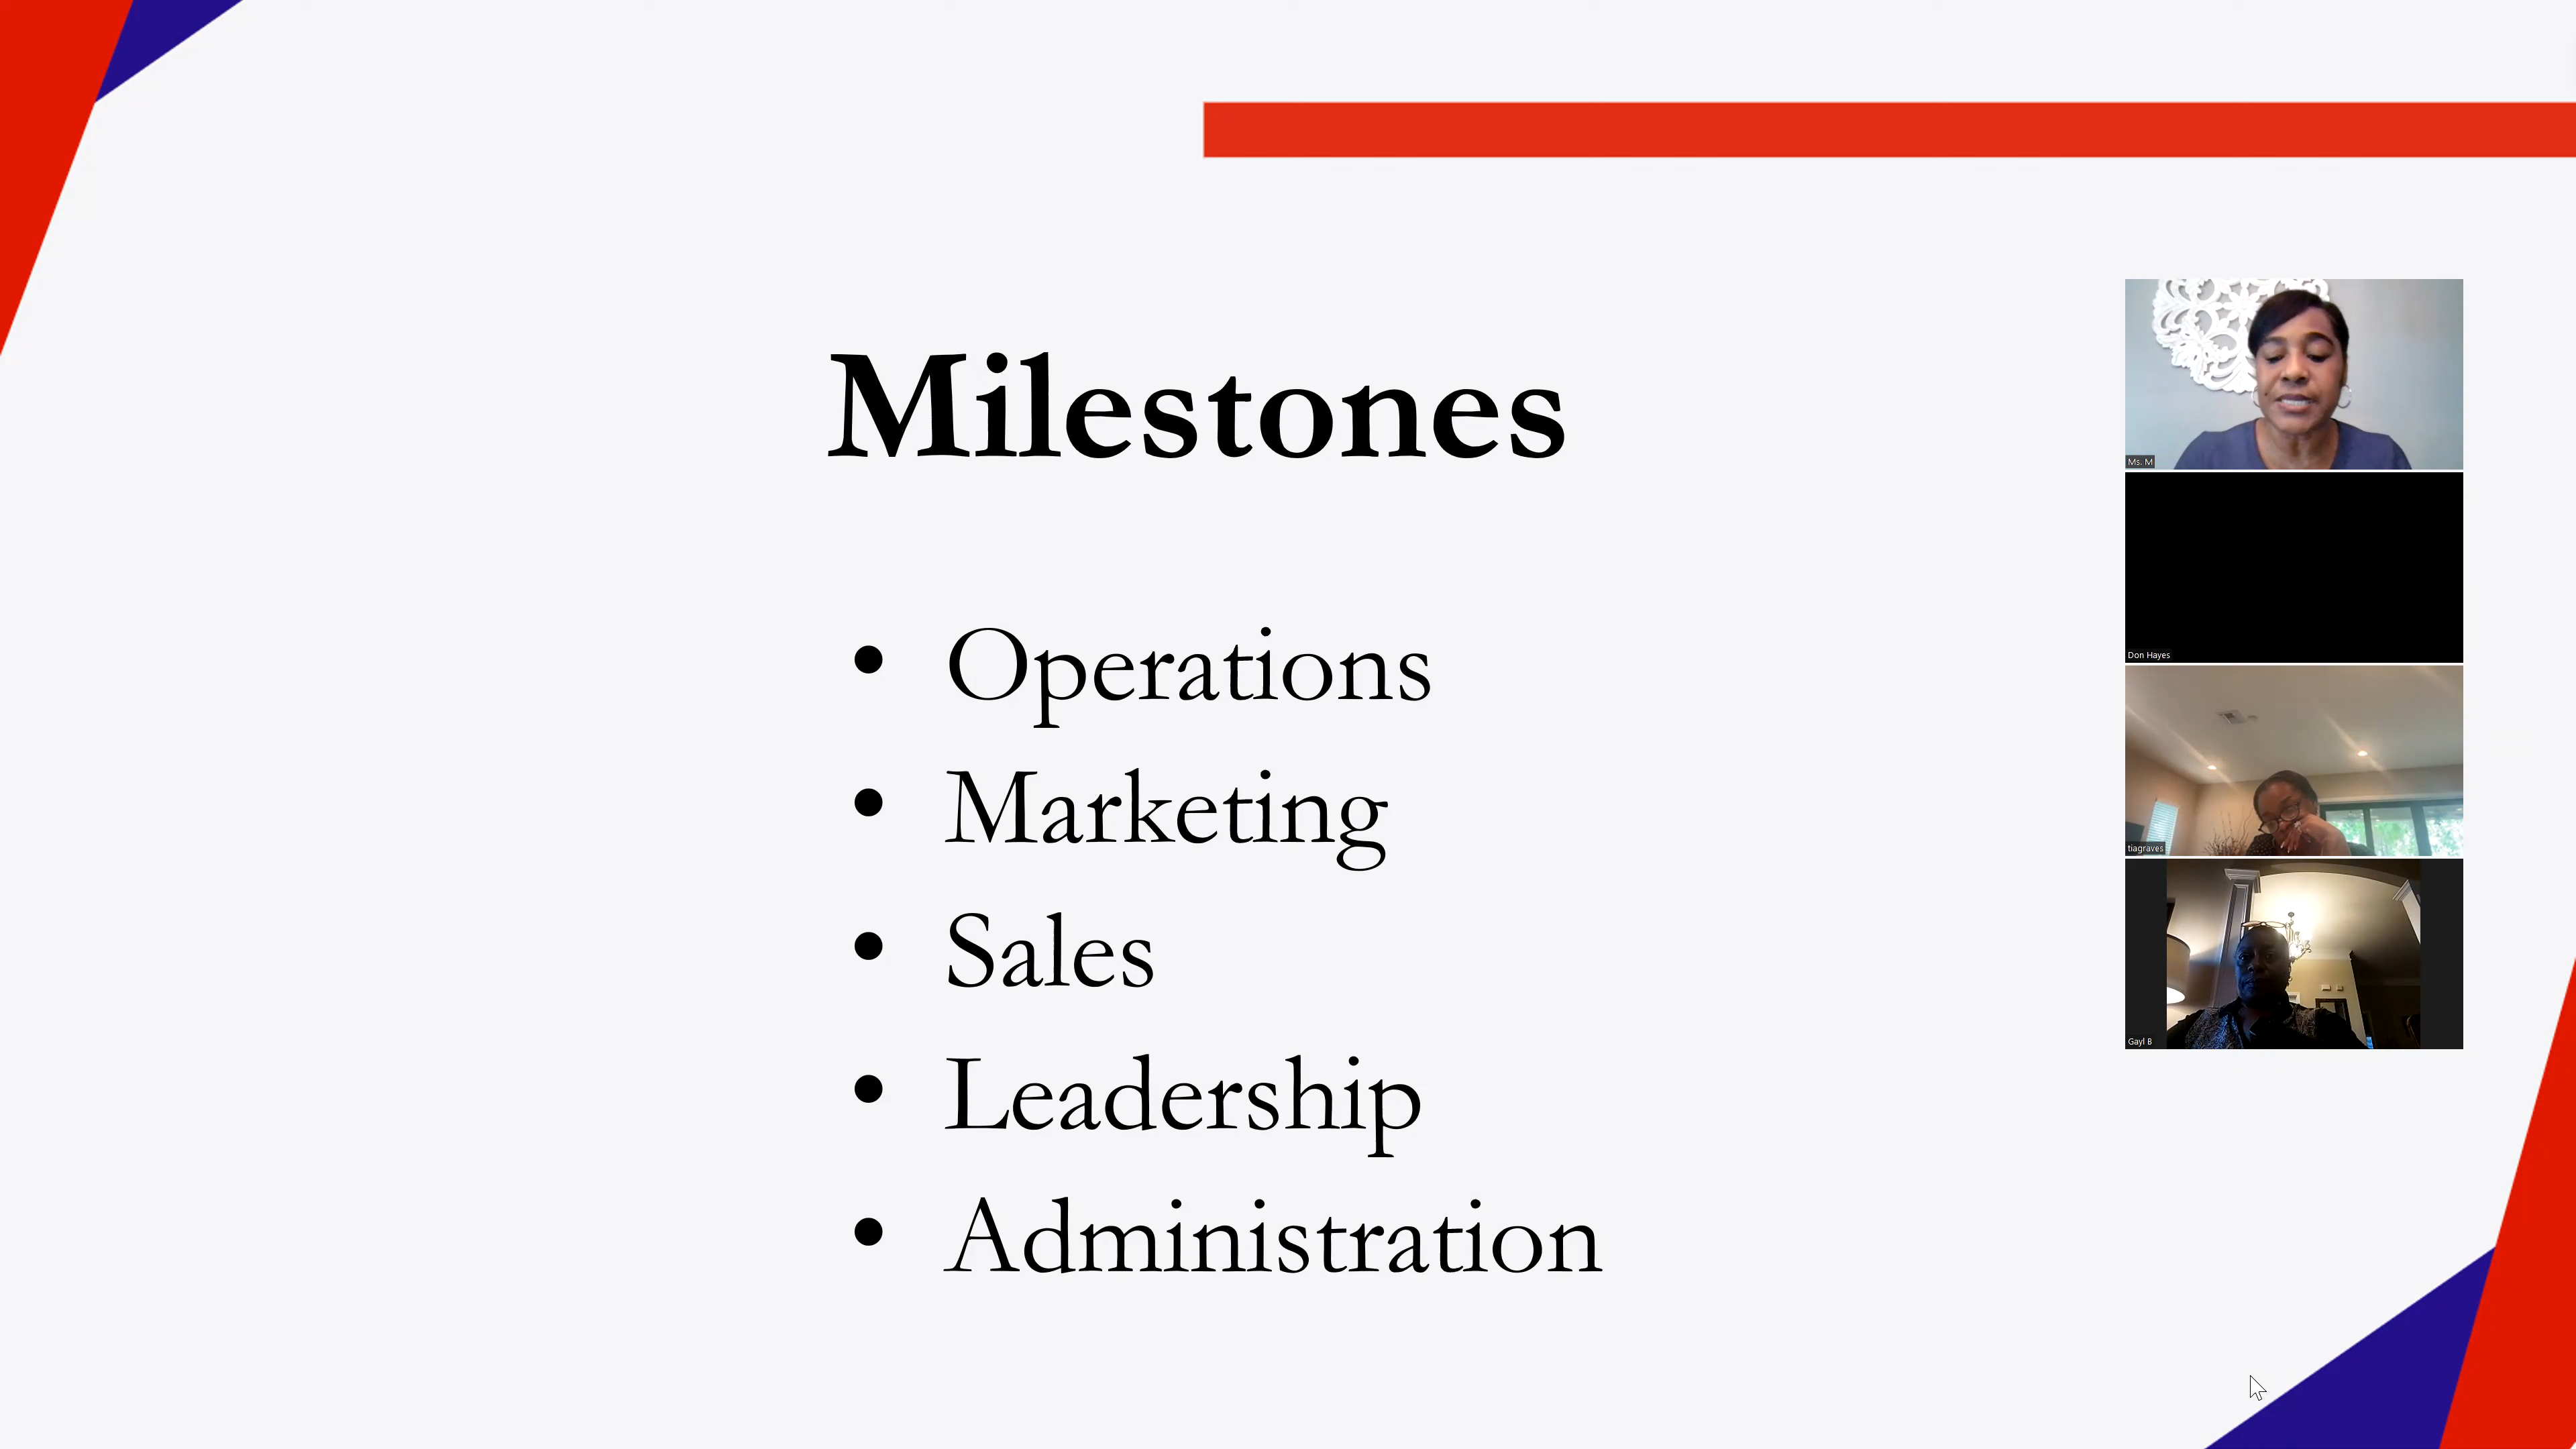 Milestones
• Operations
• Marketing
• Sales
• Leadership
• Administration
Ms. M
Don Hayes
tiagraves
Gayl B